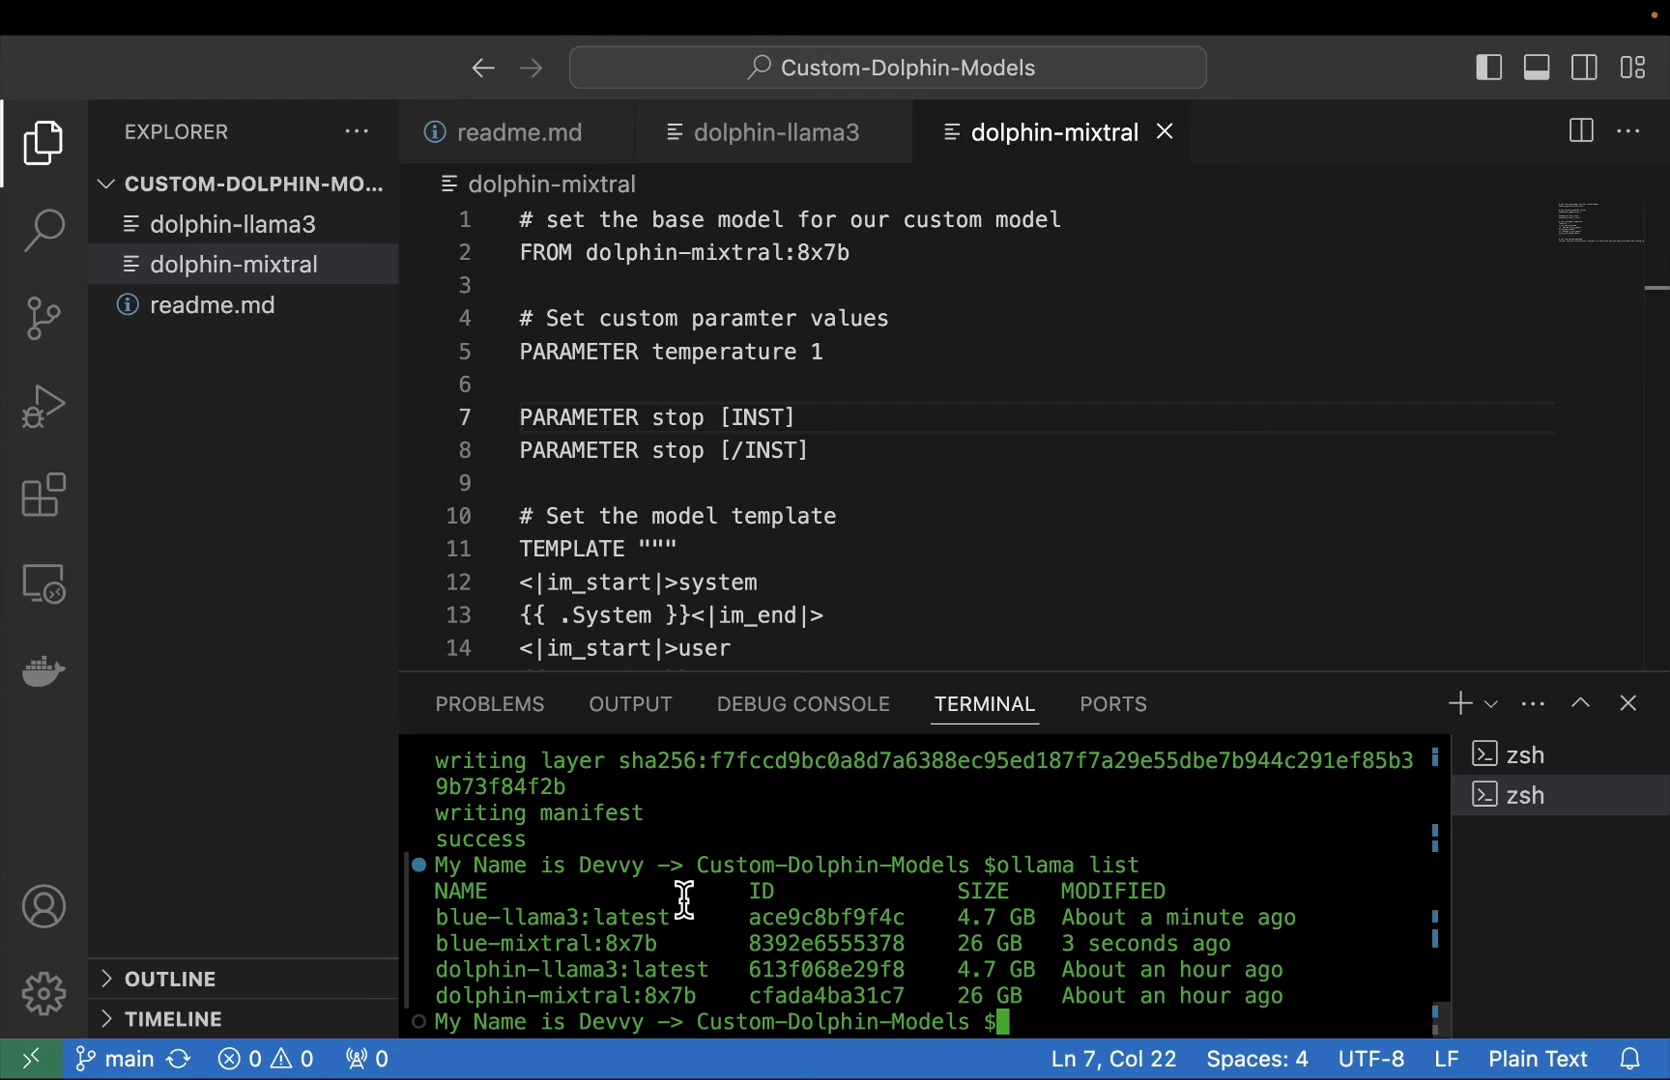 Custom-Dolphin-Models
EXPLORER
CUSTOM-DOLPHIN-MO...
dolphin-llama3
dolphin-mixtral
readme.md
OUTLINE
TIMELINE
readme.md
dolphin-llama3
dolphin-mixtral
dolphin-mixtral
1 # set the base model for our custom model
2 FROM dolphin-mixtral:8x7b
3
4 # Set custom paramter values
5 PARAMETER temperature 1
6
7 PARAMETER stop [INST]
8 PARAMETER stop [/INST]
9
10 # Set the model template
11 TEMPLATE """
12 <|im_start|>system
13 {{ .System }}<|im_end|>
14 <|im_start|>user
PROBLEMS OUTPUT DEBUG CONSOLE TERMINAL PORTS
writing layer sha256:f7fccd9bc0a8d7a6388ec95ed187f7a29e55dbe7b944c291ef85b3
9b73f84f2b
writing manifest
success
My Name is Devvy -> Custom-Dolphin-Models $ollama list
NAME ID SIZE MODIFIED
blue-llama3:latest ace9c8bf9f4c 4.7 GB About a minute ago
blue-mixtral:8x7b 8392e6555378 26 GB 3 seconds ago
dolphin-llama3:latest 613f068e29f8 4.7 GB About an hour ago
dolphin-mixtral:8x7b cfada4ba31c7 26 GB About an hour ago
My Name is Devvy -> Custom-Dolphin-Models $
zsh
zsh
main 0 0 0 Ln 7, Col 22 Spaces: 4 UTF-8 LF Plain Text